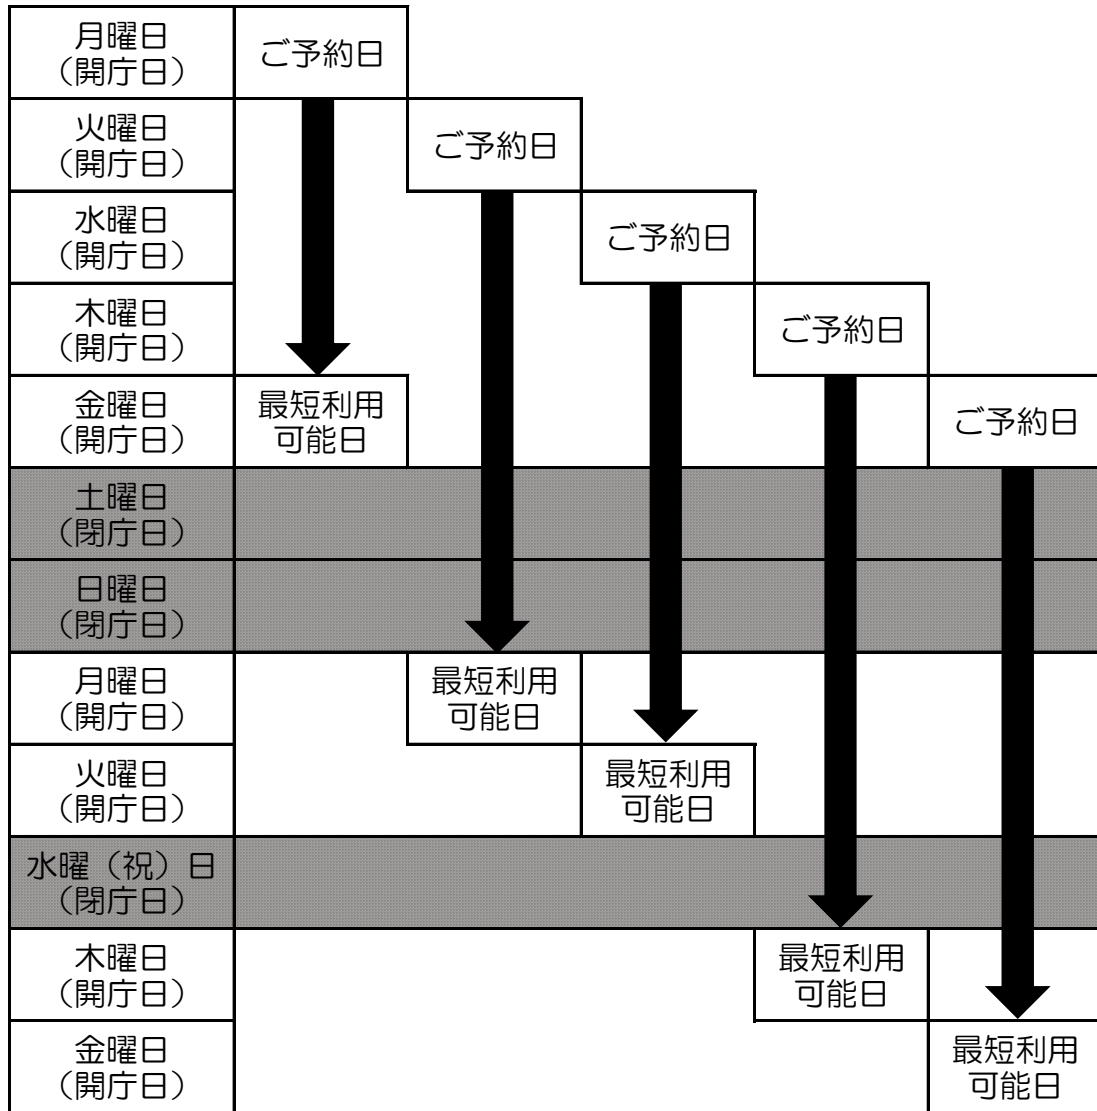 月曜日
（開庁日）
ご予約日
火曜日
（開庁日）
ご予約日
水曜日
（開庁日）
ご予約日
木曜日
（開庁日）
ご予約日
金曜日
（開庁日）
最短利用
可能日
ご予約日
土曜日
（閉庁日）
日曜日
（閉庁日）
月曜日
（開庁日）
最短利用
可能日
火曜日
（開庁日）
最短利用
可能日
水曜（祝）日
（閉庁日）
木曜日
（開庁日）
最短利用
可能日
金曜日
（開庁日）
最短利用
可能日